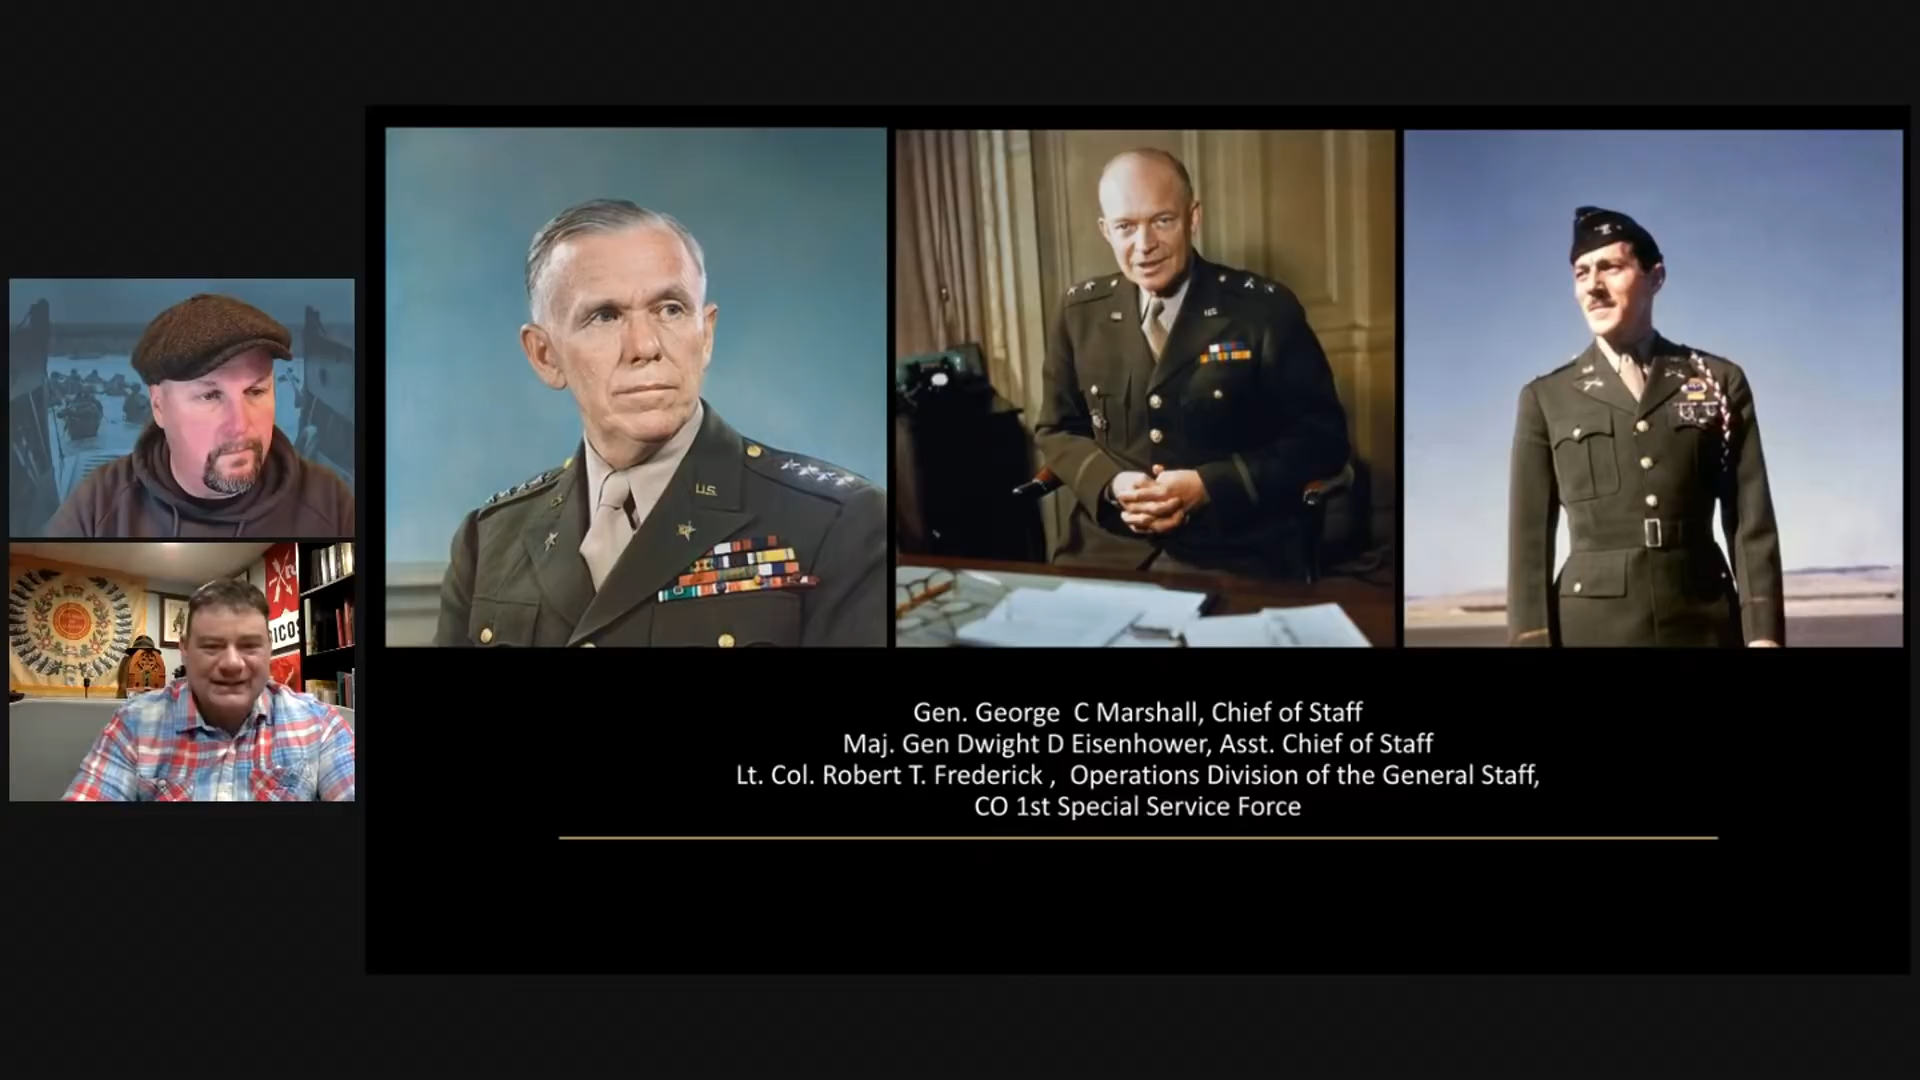 U.S.
SICOS
Gen. George C Marshall, Chief of Staff
Maj. Gen Dwight D Eisenhower, Asst. Chief of Staff
Lt. Col. Robert T. Frederick , Operations Division of the General Staff,
CO 1st Special Service Force